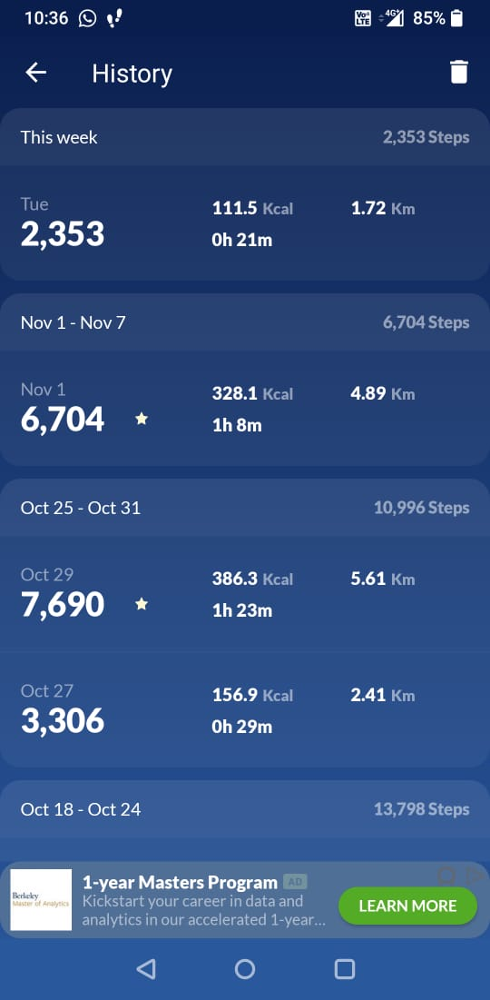 10:36 VoLTE 4G+ 85%
History
This week 2,353 Steps
Tue
2,353
111.5 Kcal 1.72 Km
0h 21m
Nov 1 - Nov 7 6,704 Steps
Nov 1
6,704
328.1 Kcal 4.89 Km
1h 8m
Oct 25 - Oct 31 10,996 Steps
Oct 29
7,690
386.3 Kcal 5.61 Km
1h 23m
Oct 27
3,306
156.9 Kcal 2.41 Km
0h 29m
Oct 18 - Oct 24 13,798 Steps
Berkeley
Master of Analytics
1-year Masters Program AD
Kickstart your career in data and
analytics in our accelerated 1-year...
LEARN MORE